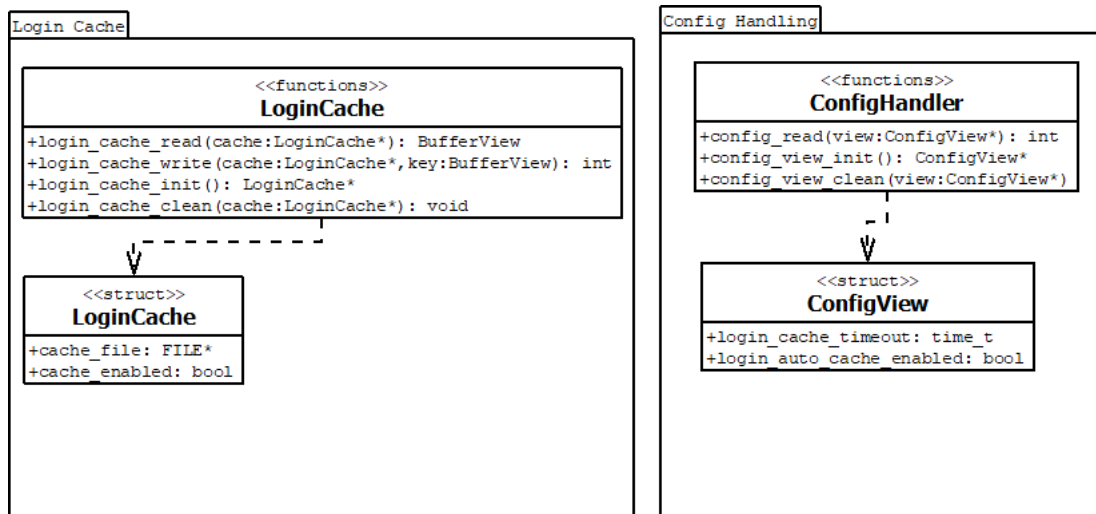 Login Cache
<<functions>>
LoginCache
+login_cache_read(cache:LoginCache*): BufferView
+login_cache_write(cache:LoginCache*,key:BufferView): int
+login_cache_init(): LoginCache*
+login_cache_clean(cache:LoginCache*): void
<<struct>>
LoginCache
+cache_file: FILE*
+cache_enabled: bool
Config Handling
<<functions>>
ConfigHandler
+config_read(view:ConfigView*): int
+config_view_init(): ConfigView*
+config_view_clean(view:ConfigView*)
<<struct>>
ConfigView
+login_cache_timeout: time_t
+login_auto_cache_enabled: bool